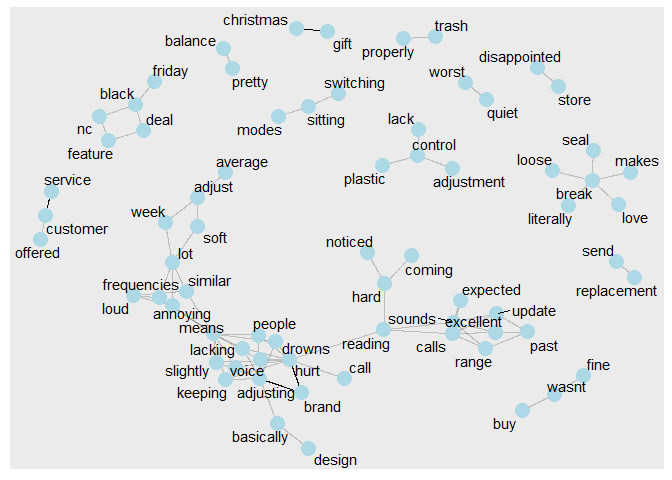 christmas
gift
trash
properly
balance
pretty
disappointed
store
worst
quiet
friday
black
nc
deal
feature
switching
modes
sitting
lack
control
plastic
adjustment
seal
loose
makes
break
literally
love
average
adjust
service
customer
offered
week
soft
lot
noticed
coming
hard
send
replacement
frequencies
similar
loud
annoying
expected
sounds
update
excellent
means
people
reading
calls
past
range
lacking
drowns
slightly
voice
hurt
call
keeping
adjusting
brand
fine
wasnt
buy
basically
design